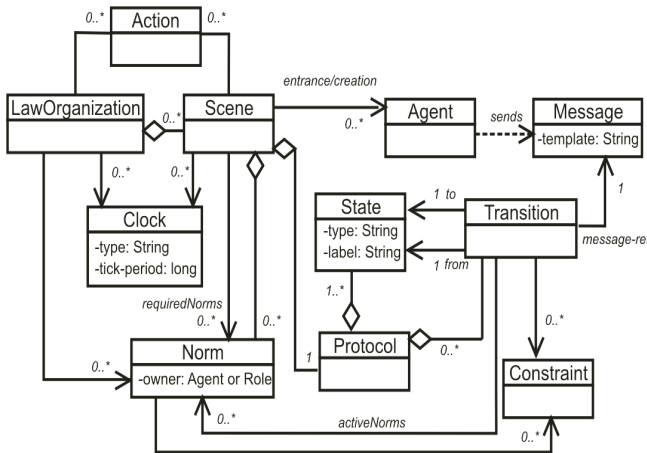 0..* Action 0..*
entrance/creation
LawOrganization 0..* Scene 0..* Agent sends Message
-template: String
0..* 0..* 1
Clock State 1 to Transition
-type: String -type: String
-label: String 1 from message-re
-tick-period: long
requiredNorms 1..*
0..* 0..* 0..*
Norm 1 Protocol 0..*
0..* -owner: Agent or Role Constraint
0..* activeNorms 0..*